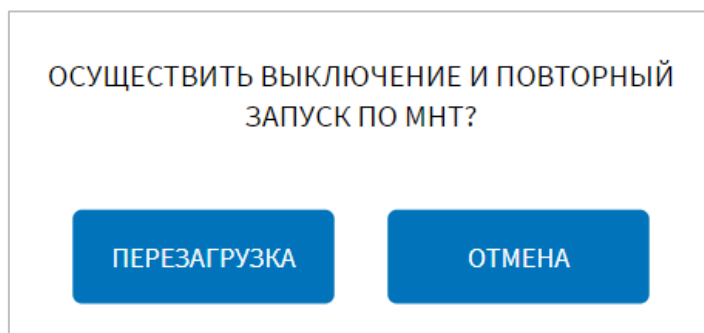 ОСУЩЕСТВИТЬ ВЫКЛЮЧЕНИЕ И ПОВТОРНЫЙ
ЗАПУСК ПО МНТ?
ПЕРЕЗАГРУЗКА
ОТМЕНА